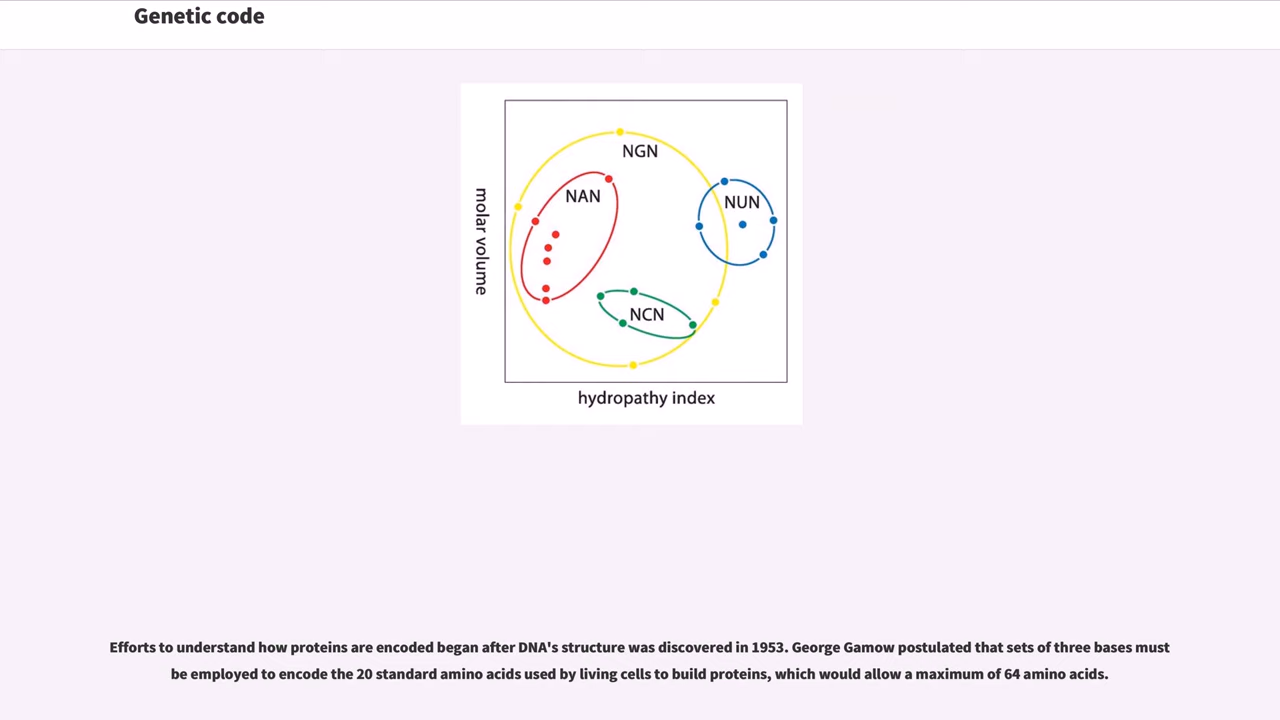 Genetic code
NGN
NAN
NUN
molar volume
NCN
hydropathy index
Efforts to understand how proteins are encoded began after DNA's structure was discovered in 1953. George Gamow postulated that sets of three bases must
be employed to encode the 20 standard amino acids used by living cells to build proteins, which would allow a maximum of 64 amino acids.